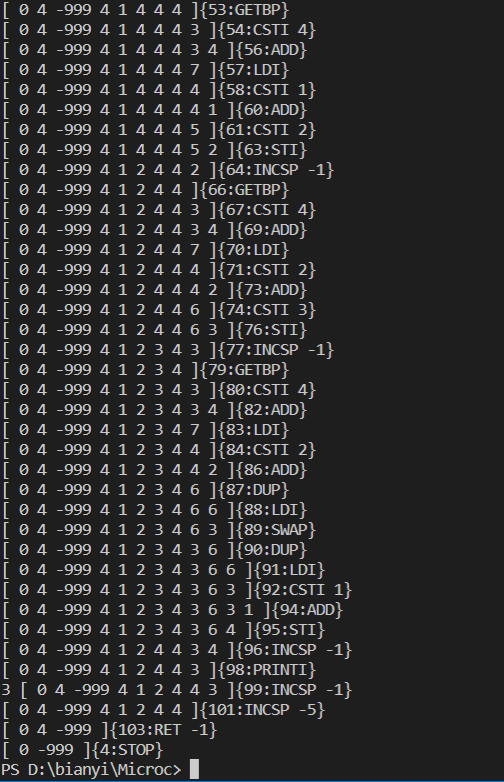 [ 0 4 -999 4 1 4 4 4 ]{53:GETBP}
[ 0 4 -999 4 1 4 4 4 3 ]{54:CSTI 4}
[ 0 4 -999 4 1 4 4 4 3 4 ]{56:ADD}
[ 0 4 -999 4 1 4 4 4 7 ]{57:LDI}
[ 0 4 -999 4 1 4 4 4 4 ]{58:CSTI 1}
[ 0 4 -999 4 1 4 4 4 4 1 ]{60:ADD}
[ 0 4 -999 4 1 4 4 4 5 ]{61:CSTI 2}
[ 0 4 -999 4 1 4 4 4 5 2 ]{63:STI}
[ 0 4 -999 4 1 2 4 4 2 ]{64:INCSP -1}
[ 0 4 -999 4 1 2 4 4 ]{66:GETBP}
[ 0 4 -999 4 1 2 4 4 3 ]{67:CSTI 4}
[ 0 4 -999 4 1 2 4 4 3 4 ]{69:ADD}
[ 0 4 -999 4 1 2 4 4 7 ]{70:LDI}
[ 0 4 -999 4 1 2 4 4 4 ]{71:CSTI 2}
[ 0 4 -999 4 1 2 4 4 4 2 ]{73:ADD}
[ 0 4 -999 4 1 2 4 4 6 ]{74:CSTI 3}
[ 0 4 -999 4 1 2 4 4 6 3 ]{76:STI}
[ 0 4 -999 4 1 2 3 4 3 ]{77:INCSP -1}
[ 0 4 -999 4 1 2 3 4 ]{79:GETBP}
[ 0 4 -999 4 1 2 3 4 3 ]{80:CSTI 4}
[ 0 4 -999 4 1 2 3 4 3 4 ]{82:ADD}
[ 0 4 -999 4 1 2 3 4 7 ]{83:LDI}
[ 0 4 -999 4 1 2 3 4 4 ]{84:CSTI 2}
[ 0 4 -999 4 1 2 3 4 4 2 ]{86:ADD}
[ 0 4 -999 4 1 2 3 4 6 ]{87:DUP}
[ 0 4 -999 4 1 2 3 4 6 6 ]{88:LDI}
[ 0 4 -999 4 1 2 3 4 6 3 ]{89:SWAP}
[ 0 4 -999 4 1 2 3 4 3 6 ]{90:DUP}
[ 0 4 -999 4 1 2 3 4 3 6 6 ]{91:LDI}
[ 0 4 -999 4 1 2 3 4 3 6 3 ]{92:CSTI 1}
[ 0 4 -999 4 1 2 3 4 3 6 3 1 ]{94:ADD}
[ 0 4 -999 4 1 2 3 4 3 6 4 ]{95:STI}
[ 0 4 -999 4 1 2 4 4 3 4 ]{96:INCSP -1}
[ 0 4 -999 4 1 2 4 4 3 ]{98:PRINTI}
3 [ 0 4 -999 4 1 2 4 4 3 ]{99:INCSP -1}
[ 0 4 -999 4 1 2 4 4 ]{101:INCSP -5}
[ 0 4 -999 ]{103:RET -1}
[ 0 -999 ]{4:STOP}
PS D:\bianyi\Microc>